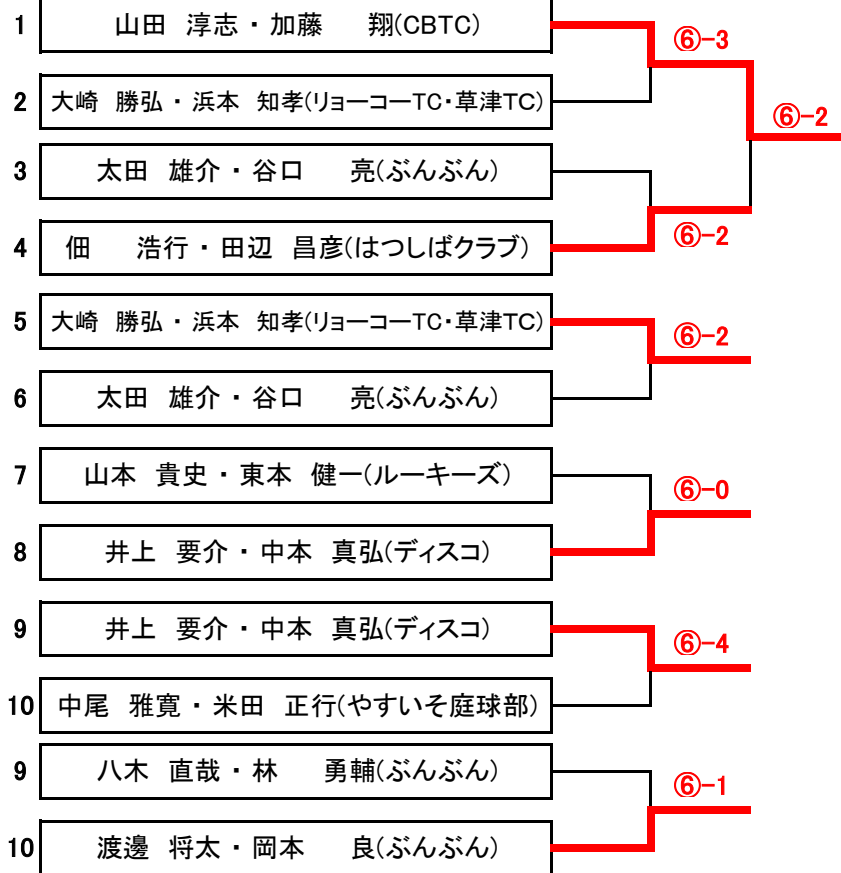 1 山田 淳志・加藤 翔(CBTC)
⑥-3
2 大崎 勝弘・浜本 知孝(リョーコーTC・草津TC)
⑥-2
3 太田 雄介・谷口 亮(ぶんぶん)
⑥-2
4 佃 浩行・田辺 昌彦(はつしばクラブ)
5 大崎 勝弘・浜本 知孝(リョーコーTC・草津TC)
⑥-2
6 太田 雄介・谷口 亮(ぶんぶん)
7 山本 貴史・東本 健一(ルーキーズ)
⑥-0
8 井上 要介・中本 真弘(ディスコ)
9 井上 要介・中本 真弘(ディスコ)
⑥-4
10 中尾 雅寛・米田 正行(やすいそ庭球部)
9 八木 直哉・林 勇輔(ぶんぶん)
⑥-1
10 渡邊 将太・岡本 良(ぶんぶん)